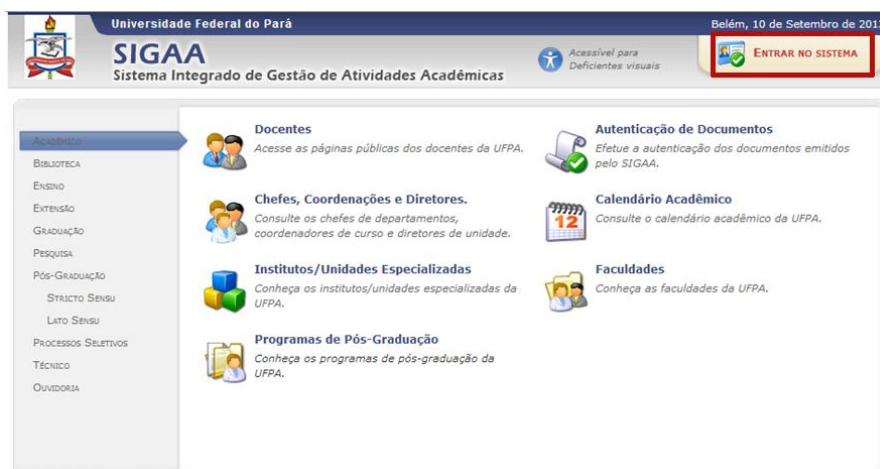 Universidade Federal do Pará
Belém, 10 de Setembro de 201
SIGAA
Sistema Integrado de Gestão de Atividades Acadêmicas
Acessível para
Deficientes visuais
ENTRAR NO SISTEMA
ACADÊMICO
BIBLIOTECA
ENSINO
EXTENSÃO
GRADUAÇÃO
PESQUISA
PÓS-GRADUAÇÃO
STRICTO SENSU
LATO SENSU
PROCESSOS SELETIVOS
TÉCNICO
OUVIDORIA
Docentes
Acesse as páginas públicas dos docentes da UFPA.
Autenticação de Documentos
Efetue a autenticação dos documentos emitidos
pelo SIGAA.
Chefes, Coordenações e Diretores.
Consulte os chefes de departamentos,
coordenadores de curso e diretores de unidade.
12
Calendário Acadêmico
Consulte o calendário acadêmico da UFPA.
Institutos/Unidades Especializadas
Conheça os institutos/unidades especializadas da
UFPA.
Faculdades
Conheça as faculdades da UFPA.
Programas de Pós-Graduação
Conheça os programas de pós-graduação da
UFPA.